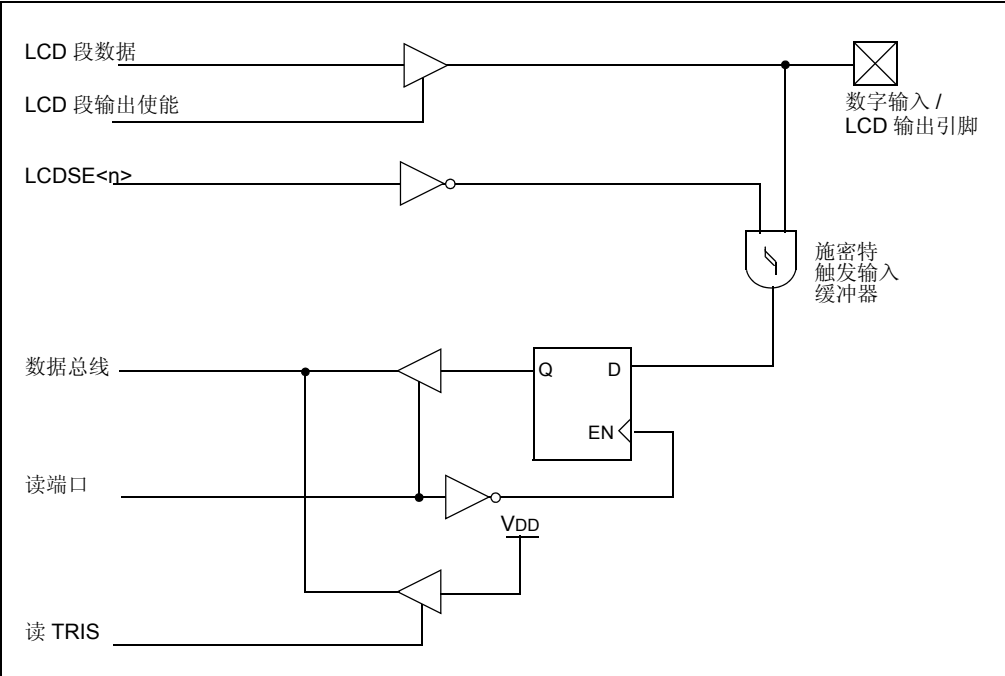 LCD 段数据
LCD 段输出使能
数字输入 /
LCD 输出引脚
LCDSE<n>
施密特
触发输入
缓冲器
数据总线
Q
D
EN
读端口
VDD
读 TRIS